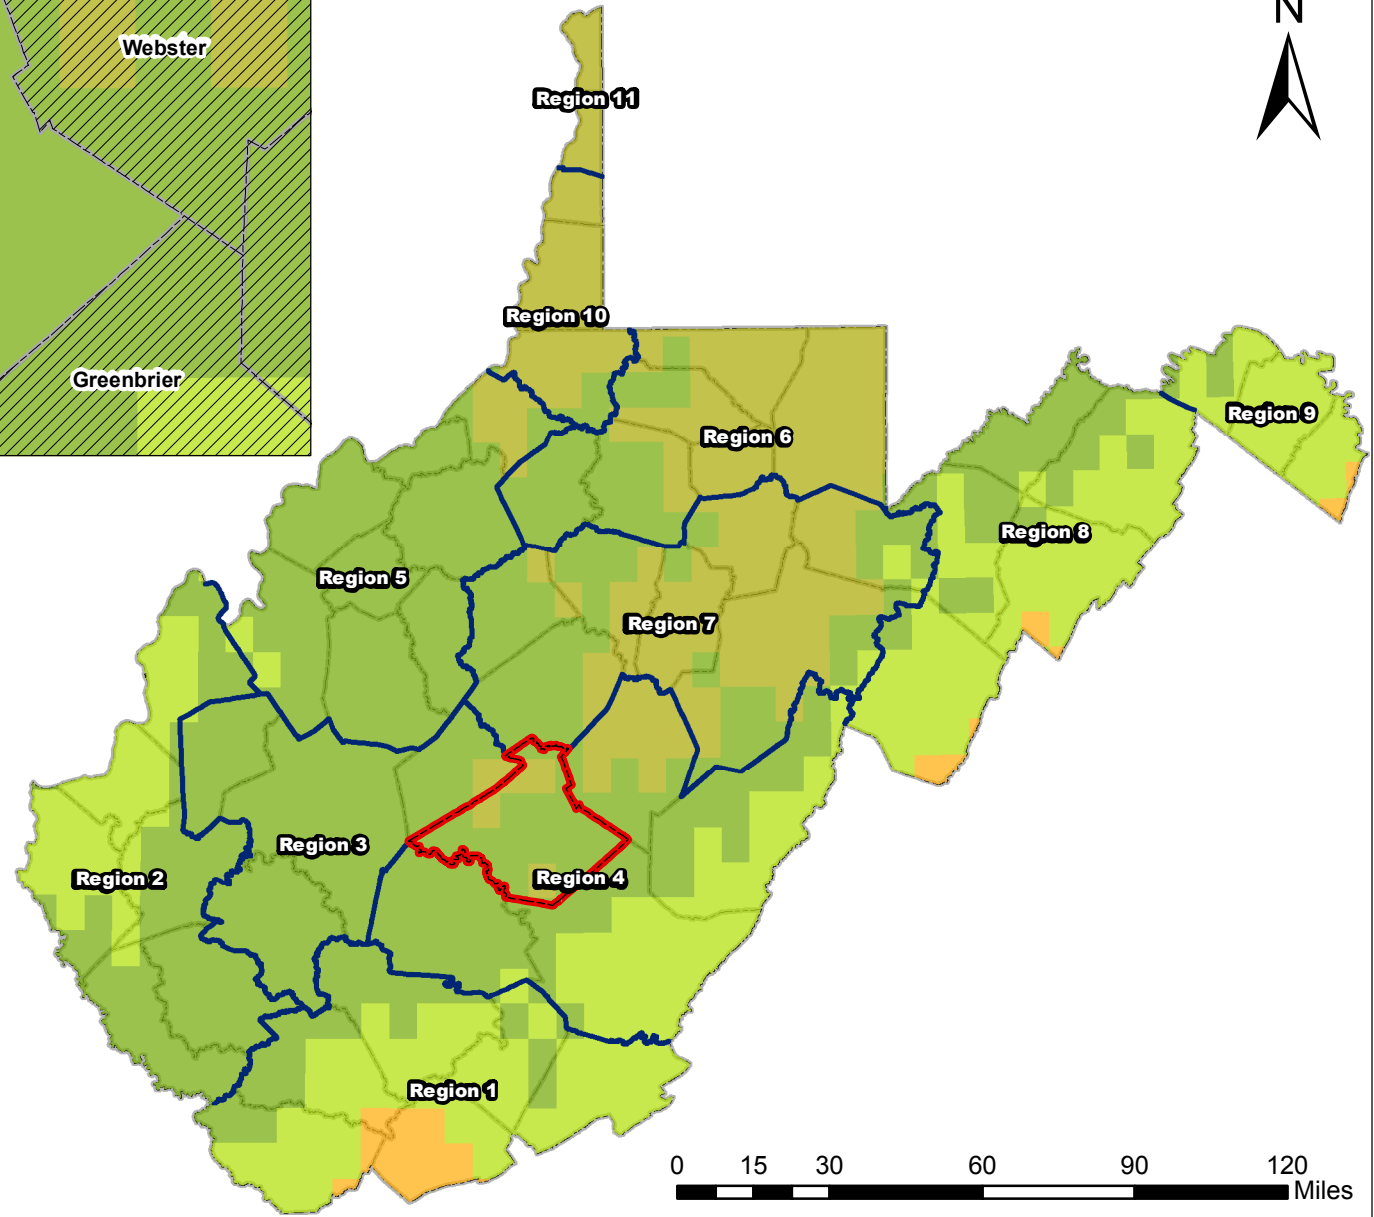 N
Webster
Region 11
Region 10
Greenbrier
Region 9
Region 6
Region 8
Region 5
Region 7
Region 3
Region 2
Region 4
Region 1
0 15 30 60 90 120
Miles